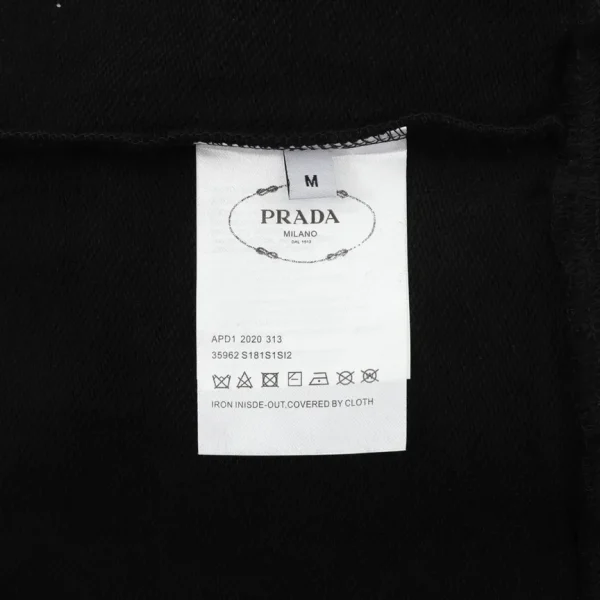 M
PRADA
MILANO
DAL 1913
APD1 2020 313
35962 S181S1SI2
IRON INISDE-OUT.COVERED BY CLOTH